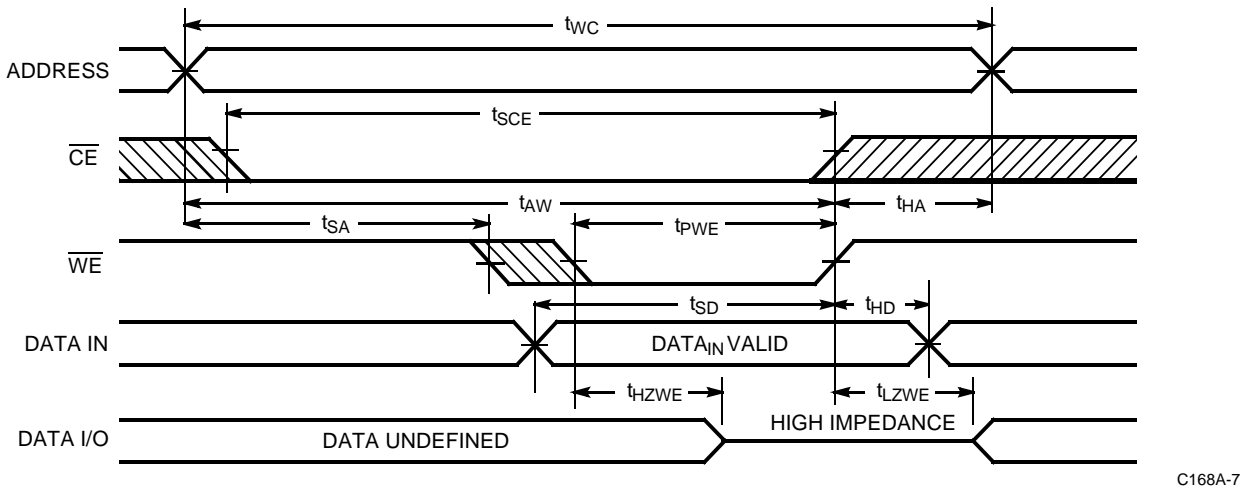 tWC
ADDRESS
tSCE
CE
tAW
tHA
tSA
tPWE
WE
tSD
tHD
DATA IN
DATAIN VALID
tHZWE
tLZWE
HIGH IMPEDANCE
DATA I/O
DATA UNDEFINED
C168A-7